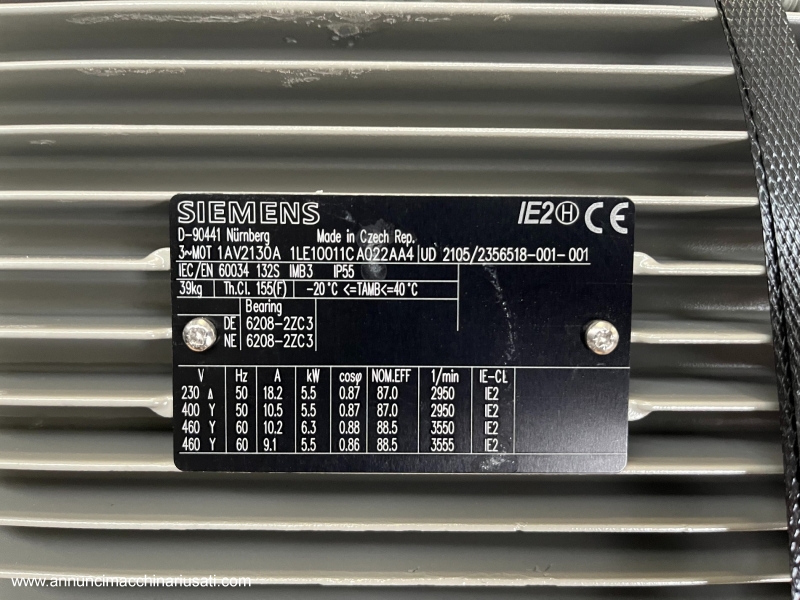 SIEMENS IE2 H CE
D-90441 Nürnberg Made in Czech Rep.
3~MOT 1AV2130A 1LE10011CA022AA4 UD 2105/2356518-001-001
IEC/EN 60034 132S IMB3 IP55
39kg Th.Cl. 155(F) -20°C <=TAMB<=40°C
Bearing
DE 6208-2ZC3
NE 6208-2ZC3
V Hz A kW cosφ NOM.EFF 1/min IE-CL
230 Δ 50 18.2 5.5 0.87 87.0 2950 IE2
400 Y 50 10.5 5.5 0.87 87.0 2950 IE2
460 Y 60 10.2 6.3 0.88 88.5 3550 IE2
460 Y 60 9.1 5.5 0.86 88.5 3555 IE2
www.annuncimacchinariusati.com